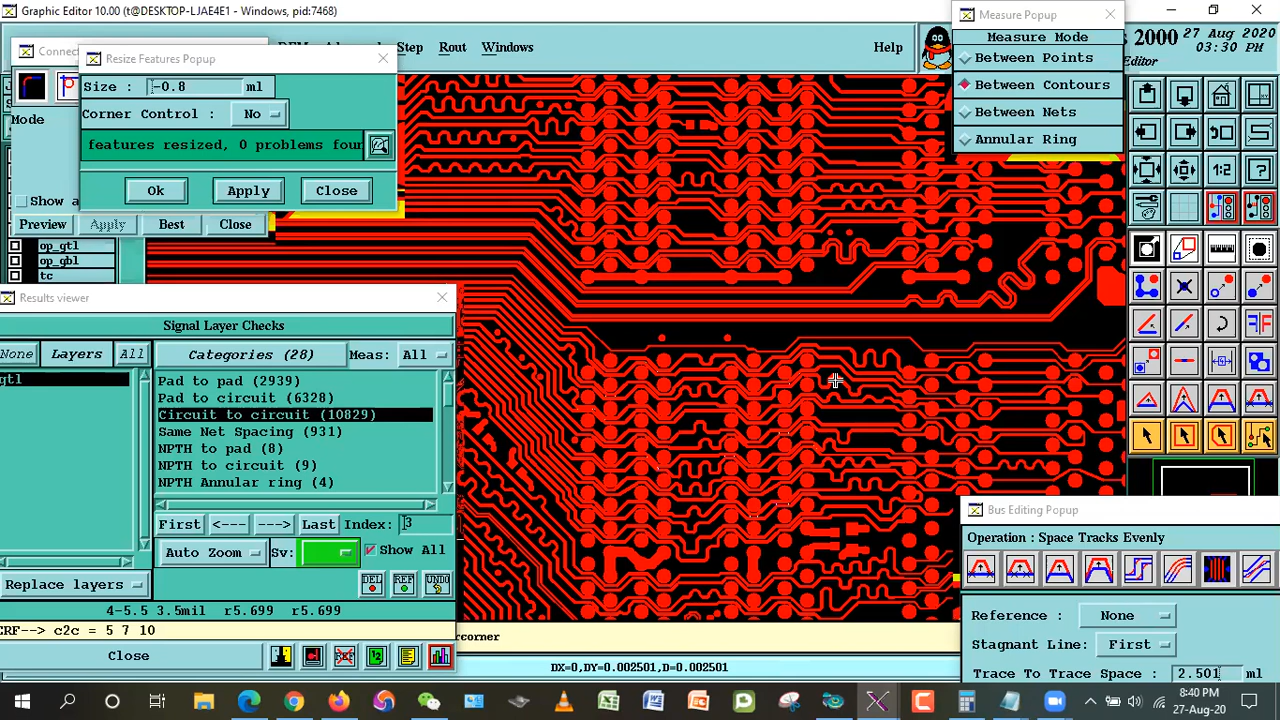 Graphic Editor 10.00 (t@DESKTOP-LJAE4E1 - Windows, pid:7468)
Step Rout Windows Help
2000 27 Aug 2020
03:30 PM
Editor
Connect
Mode
Show a
Preview Apply Best Close
op_gtl
op_gbl
tc
Resize Features Popup
Size : -0.8 ml
Corner Control : No
features resized, 0 problems foun
Ok Apply Close
Measure Popup
Measure Mode
Between Points
Between Contours
Between Nets
Annular Ring
1:2
Results viewer
Signal Layer Checks
None Layers All Categories (28) Meas: All
gtl
Pad to pad (2939)
Pad to circuit (6328)
Circuit to circuit (10829)
Same Net Spacing (931)
NPTH to pad (8)
NPTH to circuit (9)
NPTH Annular ring (4)
First <--- ---> Last Index: 3
Auto Zoom Sv: Show All
Replace layers DEL REF UNDO
4-5.5 3.5mil r5.699 r5.699
ERF--> c2c = 5 7 10
Close
rcorner
DX=0,DY=0.002501,D=0.002501
Bus Editing Popup
Operation : Space Tracks Evenly
Reference : None
Stagnant Line: First
Trace To Trace Space : 2.501 ml
8:40 PM
27-Aug-20